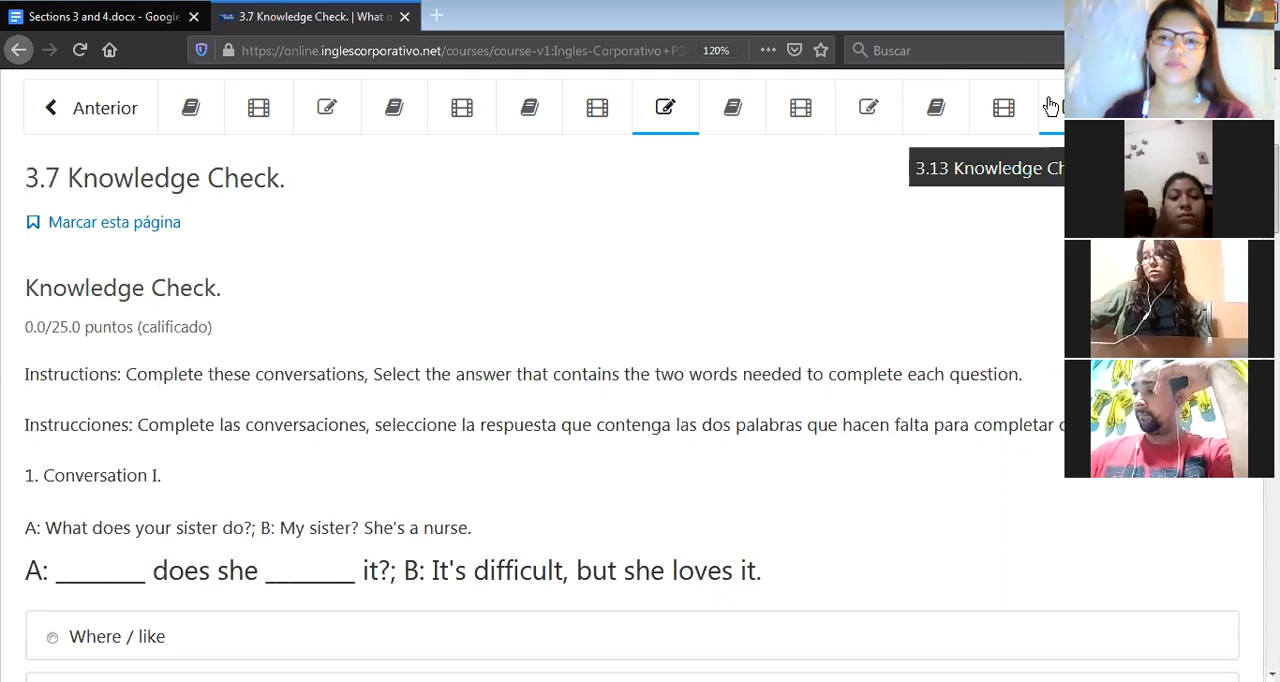 Sections 3 and 4.docx - Google
3.7 Knowledge Check. | What
https://online.inglescorporativo.net/courses/course-v1:Ingles-Corporativo+P
120%
Buscar
Anterior
3.13 Knowledge Ch
3.7 Knowledge Check.
Marcar esta página
Knowledge Check.
0.0/25.0 puntos (calificado)
Instructions: Complete these conversations, Select the answer that contains the two words needed to complete each question.
Instrucciones: Complete las conversaciones, seleccione la respuesta que contenga las dos palabras que hacen falta para completar
1. Conversation I.
A: What does your sister do?; B: My sister? She's a nurse.
A: _______ does she _______ it?; B: It's difficult, but she loves it.
Where / like